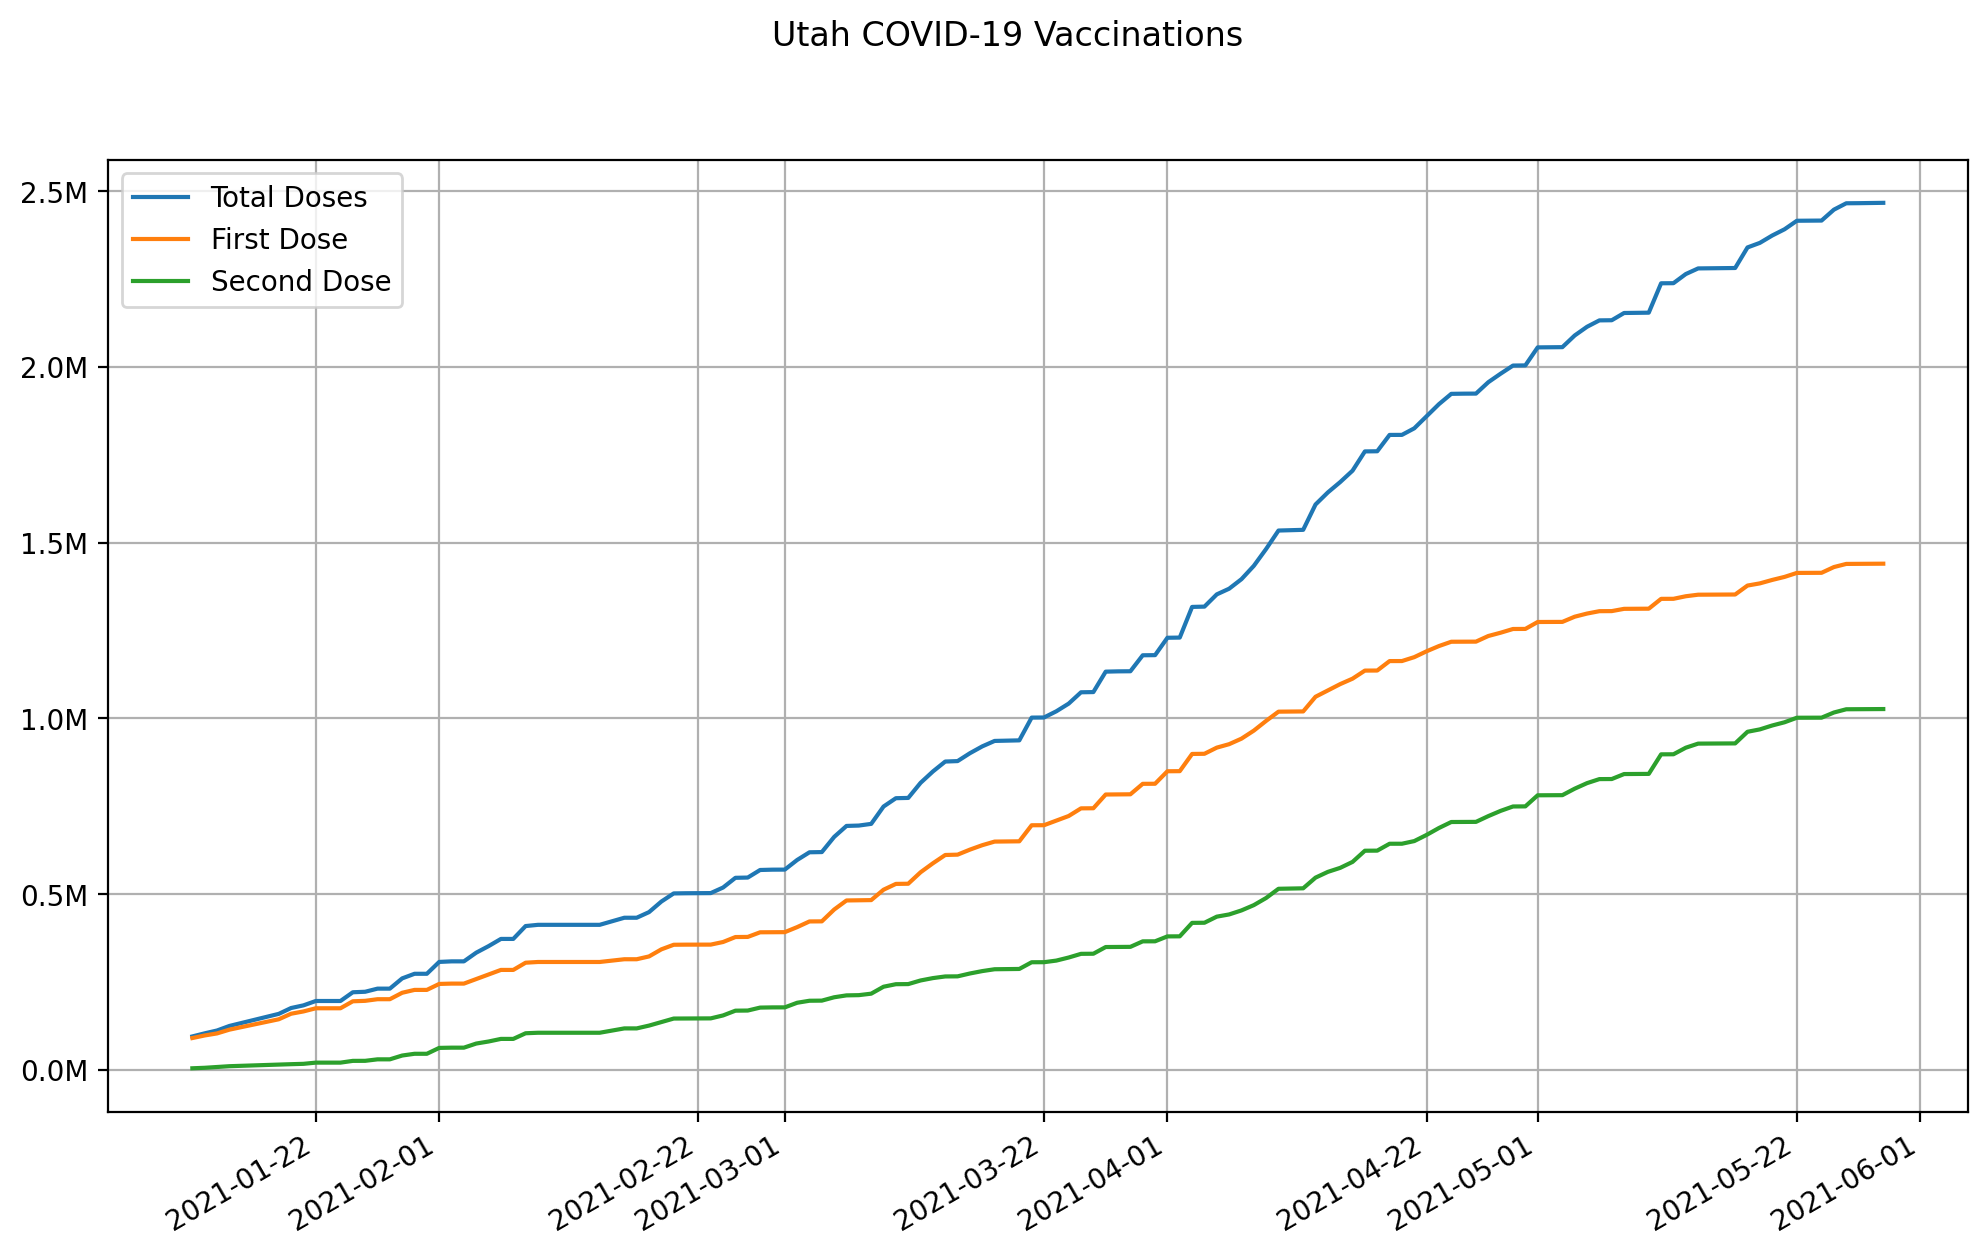 Utah COVID-19 Vaccinations
2.5M
2.0M
1.5M
1.0M
0.5M
0.0M
Total Doses
First Dose
Second Dose
2021-01-22
2021-02-01
2021-02-22
2021-03-01
2021-03-22
2021-04-01
2021-04-22
2021-05-01
2021-05-22
2021-06-01